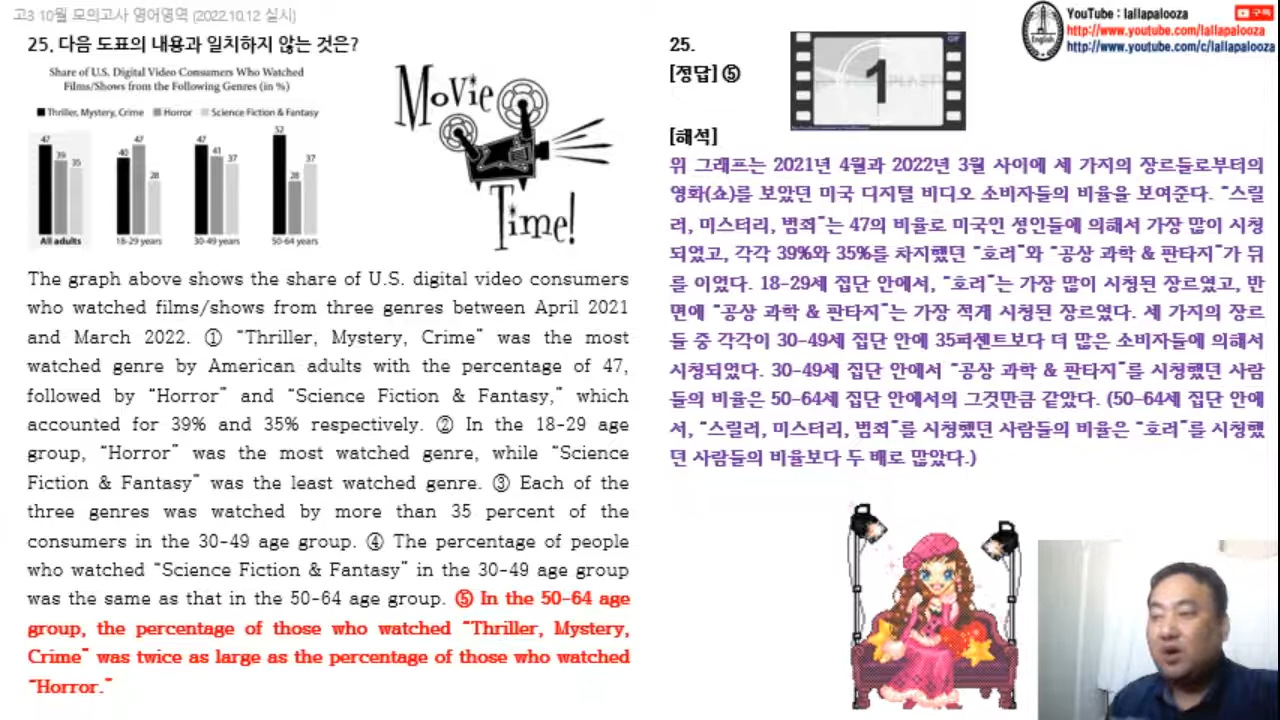 고3 10월 모의고사 영어영역 (2022.10.12 실시)
25. 다음 도표의 내용과 일치하지 않는 것은?
Share of U.S. Digital Video Consumers Who Watched
Films/Shows from the Following Genres (in %)
Thriller, Mystery, Crime Horror Science Fiction & Fantasy
47 39 35 40 47 28 47 41 37 52 28 37
All adults 18-29 years 30-49 years 50-64 years
Movie
Time!
The graph above shows the share of U.S. digital video consumers
who watched films/shows from three genres between April 2021
and March 2022. ① “Thriller, Mystery, Crime” was the most
watched genre by American adults with the percentage of 47,
followed by “Horror” and “Science Fiction & Fantasy,” which
accounted for 39% and 35% respectively. ② In the 18-29 age
group, “Horror” was the most watched genre, while “Science
Fiction & Fantasy” was the least watched genre. ③ Each of the
three genres was watched by more than 35 percent of the
consumers in the 30-49 age group. ④ The percentage of people
who watched “Science Fiction & Fantasy” in the 30-49 age group
was the same as that in the 50-64 age group. ⑤ In the 50-64 age
group, the percentage of those who watched “Thriller, Mystery,
Crime” was twice as large as the percentage of those who watched
“Horror.”
25.
[정답] ⑤
1
[해석]
위 그래프는 2021년 4월과 2022년 3월 사이에 세 가지의 장르들로부터의
영화(쇼)를 보았던 미국 디지털 비디오 소비자들의 비율을 보여준다. “스릴
러, 미스터리, 범죄”는 47의 비율로 미국인 성인들에 의해서 가장 많이 시청
되었고, 각각 39%와 35%를 차지했던 “호러”와 “공상 과학 & 판타지”가 뒤
를 이었다. 18-29세 집단 안에서, “호러”는 가장 많이 시청된 장르였고, 반
면에 “공상 과학 & 판타지”는 가장 적게 시청된 장르였다. 세 가지의 장르
들 중 각각이 30-49세 집단 안에 35퍼센트보다 더 많은 소비자들에 의해서
시청되었다. 30-49세 집단 안에서 “공상 과학 & 판타지”를 시청했던 사람
들의 비율은 50-64세 집단 안에서의 그것만큼 같았다. (50-64세 집단 안에
서, “스릴러, 미스터리, 범죄”를 시청했던 사람들의 비율은 “호러”를 시청했
던 사람들의 비율보다 두 배로 많았다.)
English
YouTube : lallapalooza
구독
http://www.youtube.com/lallapalooza
http://www.youtube.com/c/lallapalooza